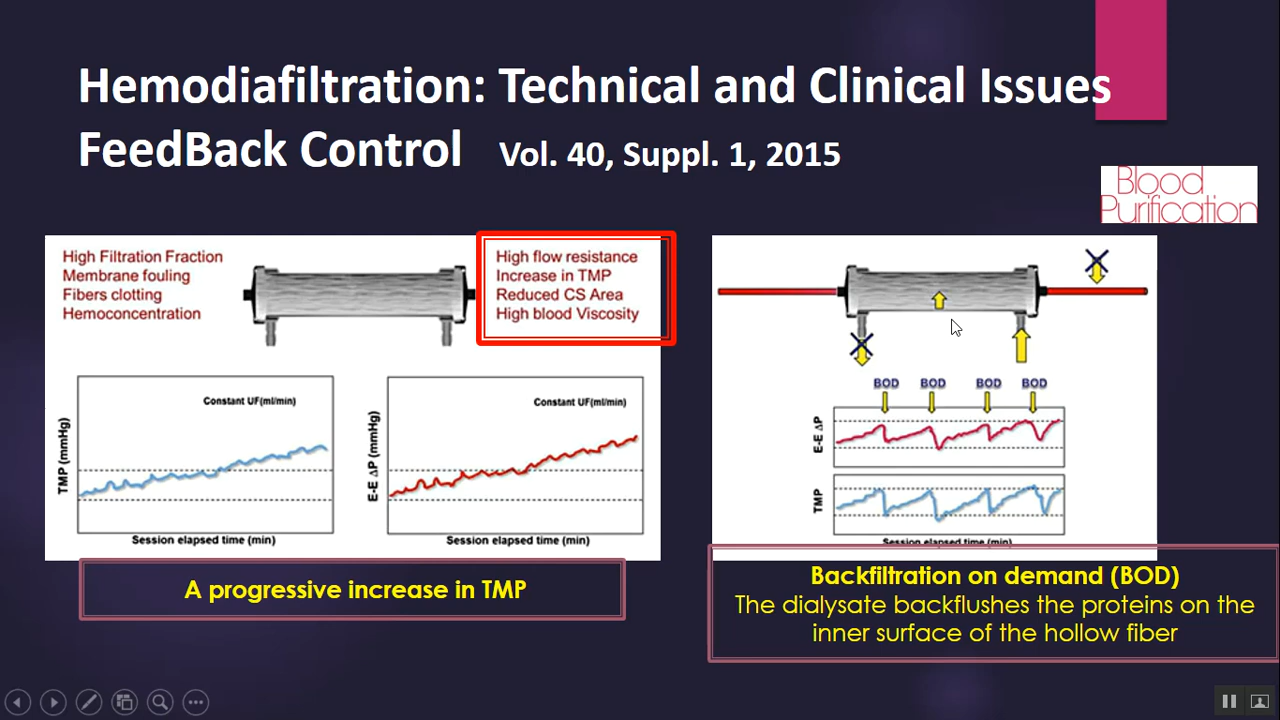 Hemodiafiltration: Technical and Clinical Issues
FeedBack Control Vol. 40, Suppl. 1, 2015
Blood
Purification
High Filtration Fraction
Membrane fouling
Fibers clotting
Hemoconcentration
High flow resistance
Increase in TMP
Reduced CS Area
High blood Viscosity
Constant UF(ml/min)
TMP (mmHg)
Session elapsed time (min)
Constant UF(ml/min)
E-E ΔP (mmHg)
Session elapsed time (min)
A progressive increase in TMP
BOD BOD BOD BOD
E-E ΔP
TMP
Session elapsed time (min)
Backfiltration on demand (BOD)
The dialysate backflushes the proteins on the
inner surface of the hollow fiber